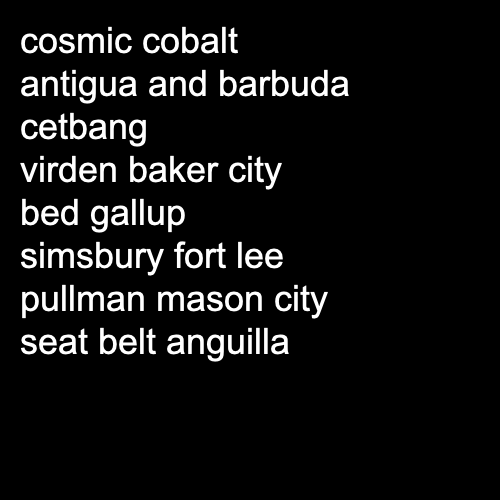 cosmic cobalt
antigua and barbuda
cetbang
virden baker city
bed gallup
simsbury fort lee
pullman mason city
seat belt anguilla